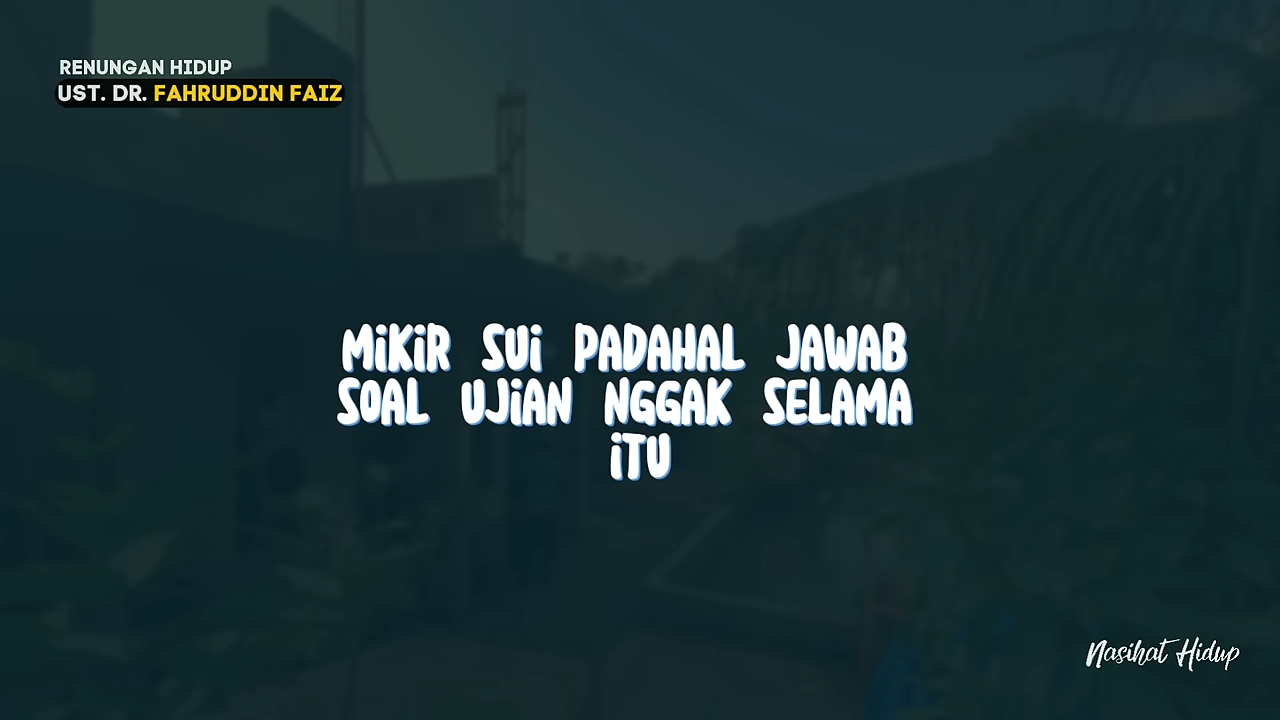 RENUNGAN HIDUP
UST. DR. FAHRUDDIN FAIZ
MiKiR SUi PADAHAL JAWAB
SOAL UJiAN NGGAK SELAMA
iTU
Nasihat Hidup